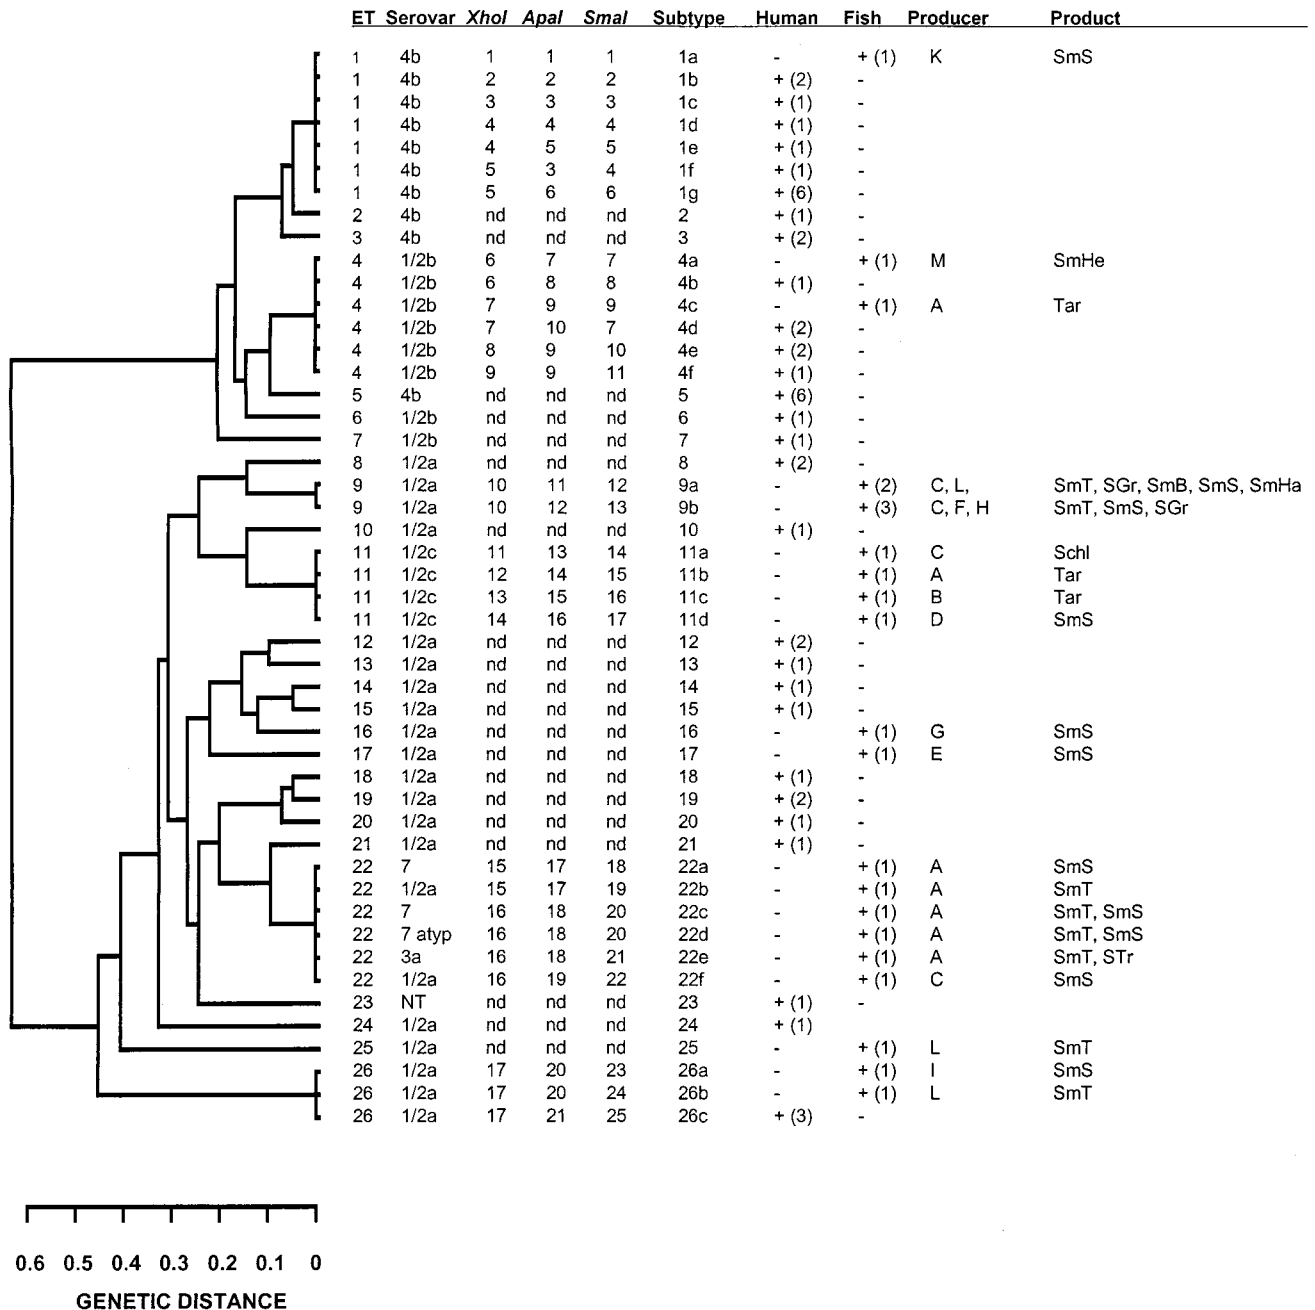 ET Serovar XhoI ApaI SmaI Subtype Human Fish Producer Product
1 4b 1 1 1 1a - + (1) K SmS
1 4b 2 2 2 1b + (2) -
1 4b 3 3 3 1c + (1) -
1 4b 4 4 4 1d + (1) -
1 4b 4 5 5 1e + (1) -
1 4b 5 3 4 1f + (1) -
1 4b 5 6 6 1g + (6) -
2 4b nd nd nd 2 + (1) -
3 4b nd nd nd 3 + (2) -
4 1/2b 6 7 7 4a - + (1) M SmHe
4 1/2b 6 8 8 4b + (1) -
4 1/2b 7 9 9 4c - + (1) A Tar
4 1/2b 7 10 7 4d + (2) -
4 1/2b 8 9 10 4e + (2) -
4 1/2b 9 9 11 4f + (1) -
5 4b nd nd nd 5 + (6) -
6 1/2b nd nd nd 6 + (1) -
7 1/2b nd nd nd 7 + (1) -
8 1/2a nd nd nd 8 + (2) -
9 1/2a 10 11 12 9a - + (2) C, L, SmT, SGr, SmB, SmS, SmHa
9 1/2a 10 12 13 9b - + (3) C, F, H SmT, SmS, SGr
10 1/2a nd nd nd 10 + (1) -
11 1/2c 11 13 14 11a - + (1) C Schl
11 1/2c 12 14 15 11b - + (1) A Tar
11 1/2c 13 15 16 11c - + (1) B Tar
11 1/2c 14 16 17 11d - + (1) D SmS
12 1/2a nd nd nd 12 + (2) -
13 1/2a nd nd nd 13 + (1) -
14 1/2a nd nd nd 14 + (1) -
15 1/2a nd nd nd 15 + (1) -
16 1/2a nd nd nd 16 - + (1) G SmS
17 1/2a nd nd nd 17 - + (1) E SmS
18 1/2a nd nd nd 18 + (1) -
19 1/2a nd nd nd 19 + (2) -
20 1/2a nd nd nd 20 + (1) -
21 1/2a nd nd nd 21 + (1) -
22 7 15 17 18 22a - + (1) A SmS
22 1/2a 15 17 19 22b - + (1) A SmT
22 7 16 18 20 22c - + (1) A SmT, SmS
22 7 atyp 16 18 20 22d - + (1) A SmT, SmS
22 3a 16 18 21 22e - + (1) A SmT, STr
22 1/2a 16 19 22 22f - + (1) C SmS
23 NT nd nd nd 23 + (1) -
24 1/2a nd nd nd 24 + (1)
25 1/2a nd nd nd 25 - + (1) L SmT
26 1/2a 17 20 23 26a - + (1) I SmS
26 1/2a 17 20 24 26b - + (1) L SmT
26 1/2a 17 21 25 26c + (3) -
0.6 0.5 0.4 0.3 0.2 0.1 0
GENETIC DISTANCE